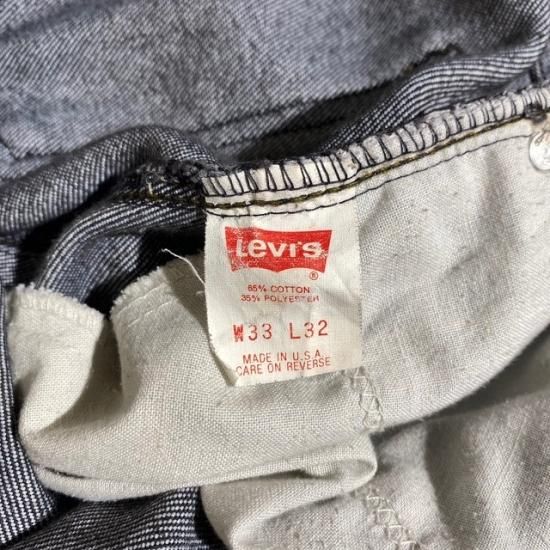 Levi's
®
65% COTTON
35% POLYESTER
W33 L32
MADE IN U.S.A.
CARE ON REVERSE